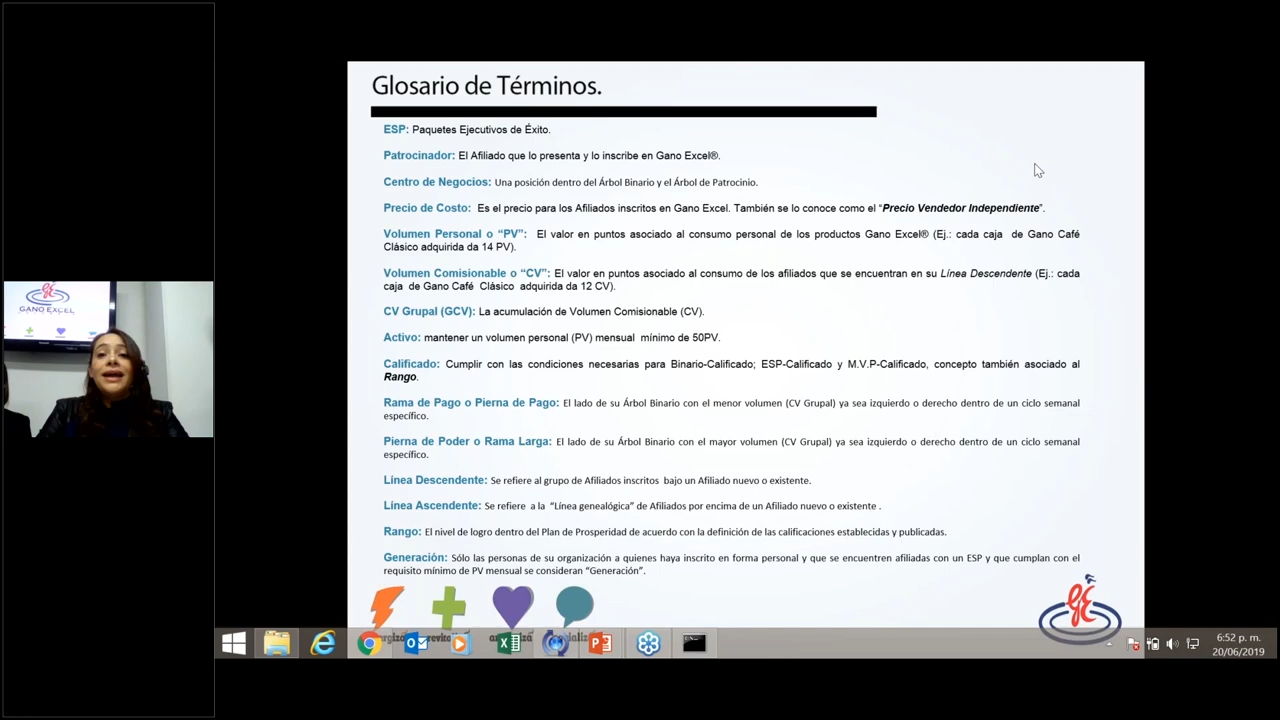 Glosario de Términos.
ESP: Paquetes Ejecutivos de Éxito.
Patrocinador: El Afiliado que lo presenta y lo inscribe en Gano Excel®.
Centro de Negocios: Una posición dentro del Árbol Binario y el Árbol de Patrocinio.
Precio de Costo: Es el precio para los Afiliados inscritos en Gano Excel. También se lo conoce como el “Precio Vendedor Independiente”.
Volumen Personal o “PV”: El valor en puntos asociado al consumo personal de los productos Gano Excel® (Ej.: cada caja de Gano Café
Clásico adquirida da 14 PV).
Volumen Comisionable o “CV”: El valor en puntos asociado al consumo de los afiliados que se encuentran en su Línea Descendente (Ej.: cada
caja de Gano Café Clásico adquirida da 12 CV).
CV Grupal (GCV): La acumulación de Volumen Comisionable (CV).
Activo: mantener un volumen personal (PV) mensual mínimo de 50PV.
Calificado: Cumplir con las condiciones necesarias para Binario-Calificado; ESP-Calificado y M.V.P-Calificado, concepto también asociado al
Rango.
Rama de Pago o Pierna de Pago: El lado de su Árbol Binario con el menor volumen (CV Grupal) ya sea izquierdo o derecho dentro de un ciclo semanal
específico.
Pierna de Poder o Rama Larga: El lado de su Árbol Binario con el mayor volumen (CV Grupal) ya sea izquierdo o derecho dentro de un ciclo semanal
específico.
Línea Descendente: Se refiere al grupo de Afiliados inscritos bajo un Afiliado nuevo o existente.
Línea Ascendente: Se refiere a la “Línea genealógica” de Afiliados por encima de un Afiliado nuevo o existente .
Rango: El nivel de logro dentro del Plan de Prosperidad de acuerdo con la definición de las calificaciones establecidas y publicadas.
Generación: Sólo las personas de su organización a quienes haya inscrito en forma personal y que se encuentren afiliadas con un ESP y que cumplan con el
requisito mínimo de PV mensual se consideran “Generación”.
GANO EXCEL
6:52 p. m.
20/06/2019